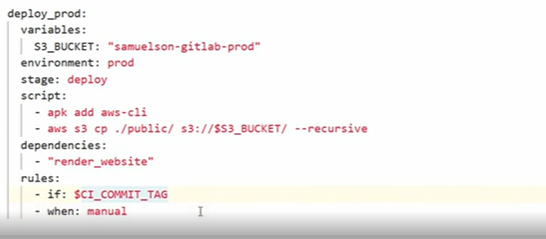 deploy_prod:
variables:
S3_BUCKET: "samuelson-gitlab-prod"
environment: prod
stage: deploy
script:
- apk add aws-cli
- aws s3 cp ./public/ s3://$S3_BUCKET/ --recursive
dependencies:
- "render_website"
rules:
- if: $CI_COMMIT_TAG
- when: manual